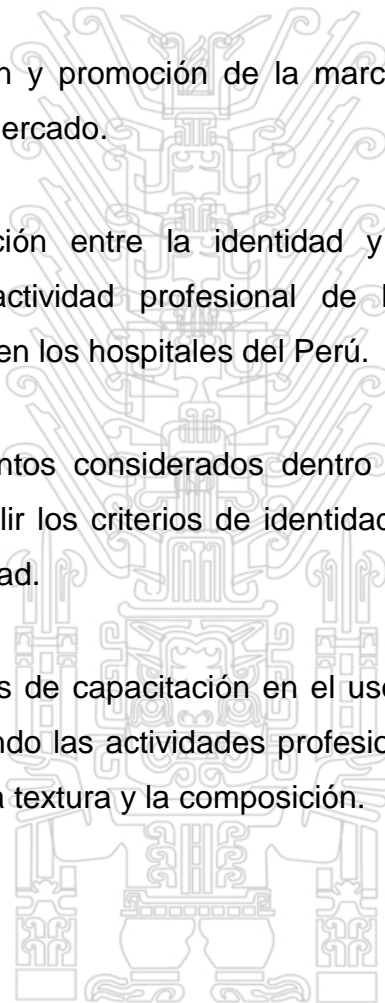 n y promoción de la marc
ercado.
ción entre la identidad y
actividad profesional de l
en los hospitales del Perú.
ntos considerados dentro
lir los criterios de identidad
ad.
s de capacitación en el uso
ndo las actividades profesio
a textura y la composición.